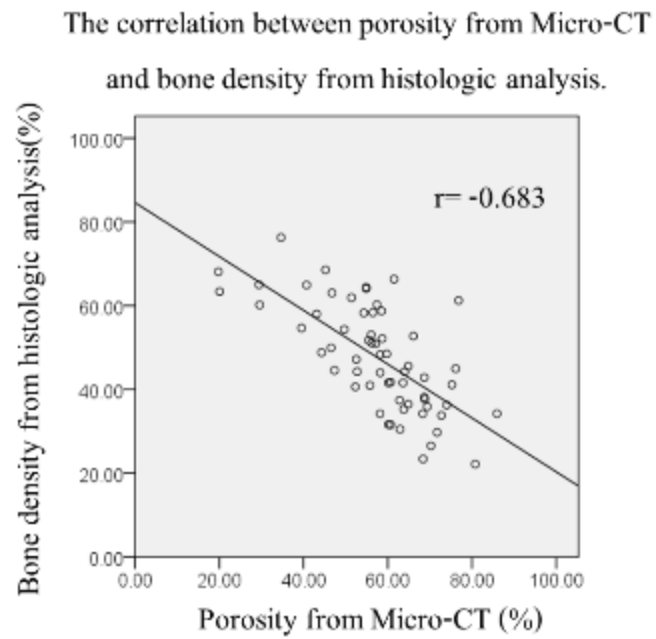 The correlation between porosity from Micro-CT
and bone density from histologic analysis.
Bone density from histologic analysis(%)
100.00
80.00
60.00
40.00
20.00
0.00
r= -0.683
0.00 20.00 40.00 60.00 80.00 100.00
Porosity from Micro-CT (%)